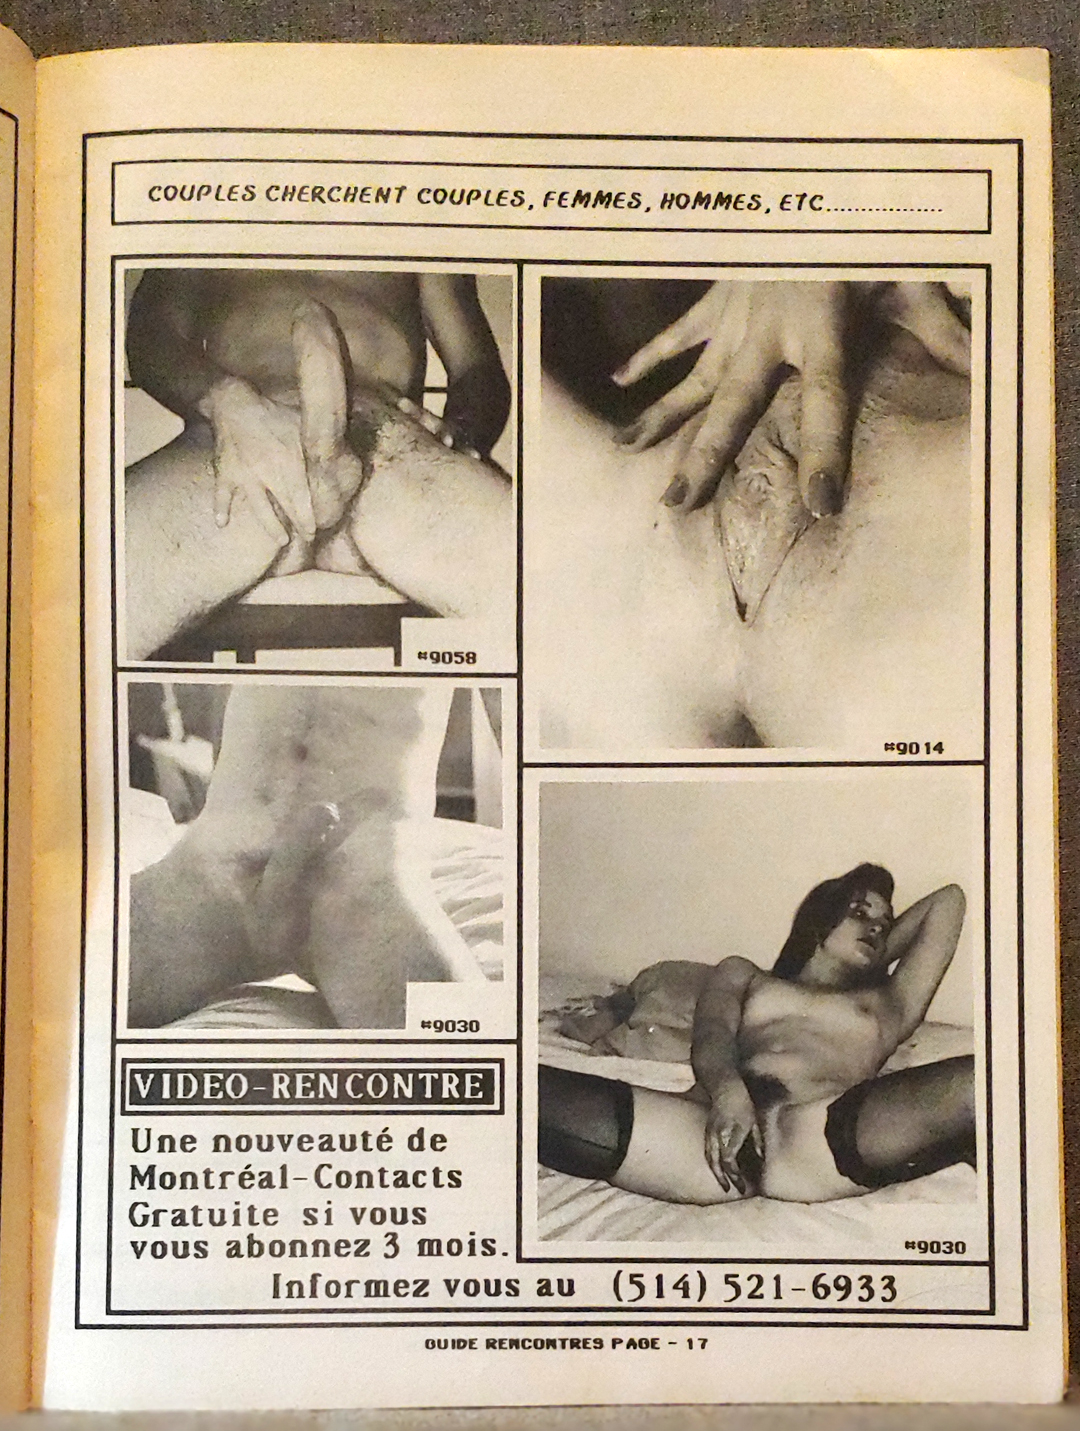 COUPLES CHERCHENT COUPLES, FEMMES, HOMMES, ETC.................
#9058
#9014
#9030
#9030
VIDEO-RENCONTRE
Une nouveauté de
Montréal-Contacts
Gratuite si vous
vous abonnez 3 mois.
Informez vous au (514) 521-6933
GUIDE RENCONTRES PAGE - 17